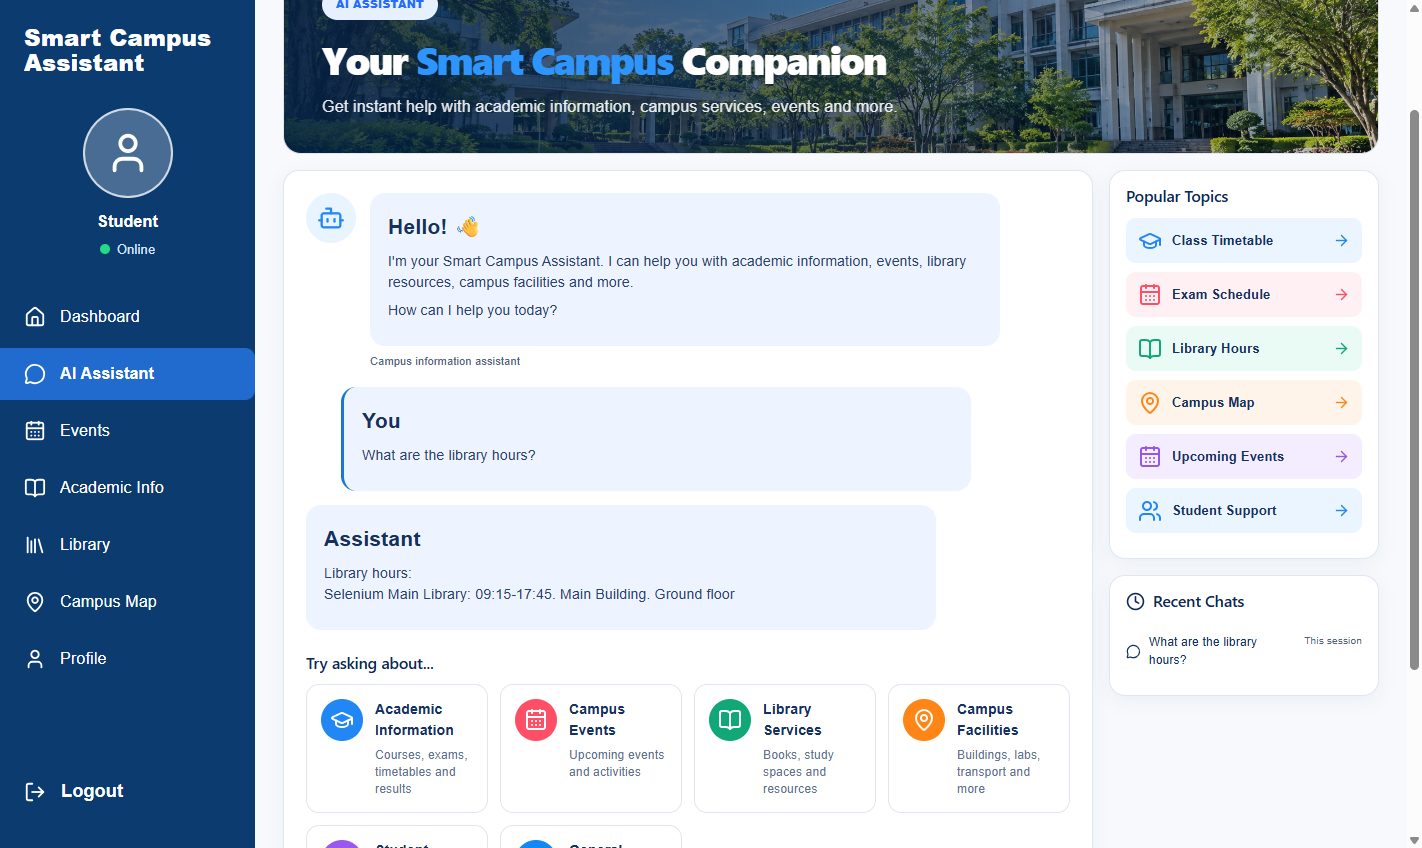 Smart Campus
Assistant
Student
Online
Dashboard
AI Assistant
Events
Academic Info
Library
Campus Map
Profile
Logout
AI ASSISTANT
Your Smart Campus Companion
Get instant help with academic information, campus services, events and more.
Hello! 👋
I'm your Smart Campus Assistant. I can help you with academic information, events, library
resources, campus facilities and more.
How can I help you today?
Campus information assistant
You
What are the library hours?
Assistant
Library hours:
Selenium Main Library: 09:15-17:45. Main Building. Ground floor
Try asking about...
Academic
Information
Courses, exams,
timetables and
results
Campus
Events
Upcoming events
and activities
Library
Services
Books, study
spaces and
resources
Campus
Facilities
Buildings, labs,
transport and
more
Student
General
Popular Topics
Class Timetable
Exam Schedule
Library Hours
Campus Map
Upcoming Events
Student Support
Recent Chats
What are the library
hours?
This session